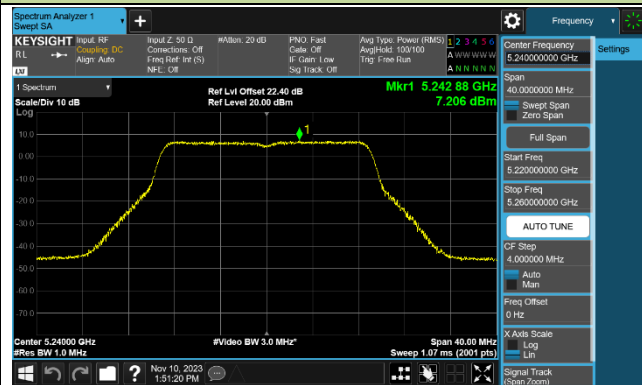 Spectrum Analyzer 1
Swept SA
Frequency
KEYSIGHT
Input: RF
Input Z: 50 Ω
#Atten: 20 dB
PNO: Fast
Avg Type: Power (RMS)
1 2 3 4 5 6
RL
Coupling: DC
Corrections: Off
Gate: Off
Avg|Hold: 100/100
A W W W W W
Align: Auto
Freq Ref: Int (S)
IF Gain: Low
Trig: Free Run
NFE: Off
Sig Track: Off
A N N N N N
LXI
1 Spectrum
Ref Lvl Offset 22.40 dB
Mkr1 5.242 88 GHz
Scale/Div 10 dB
Ref Level 20.00 dBm
7.206 dBm
Log
1
10.0
0.00
-10.0
-20.0
-30.0
-40.0
-50.0
-60.0
-70.0
Center 5.24000 GHz
#Video BW 3.0 MHz*
Span 40.00 MHz
#Res BW 1.0 MHz
Sweep 1.07 ms (2001 pts)
Nov 10, 2023
1:51:20 PM
?
Center Frequency
5.240000000 GHz
Settings
Span
40.0000000 MHz
Swept Span
Zero Span
Full Span
Start Freq
5.220000000 GHz
Stop Freq
5.260000000 GHz
AUTO TUNE
CF Step
4.000000 MHz
Auto
Man
Freq Offset
0 Hz
X Axis Scale
Log
Lin
Signal Track
(Span Zoom)